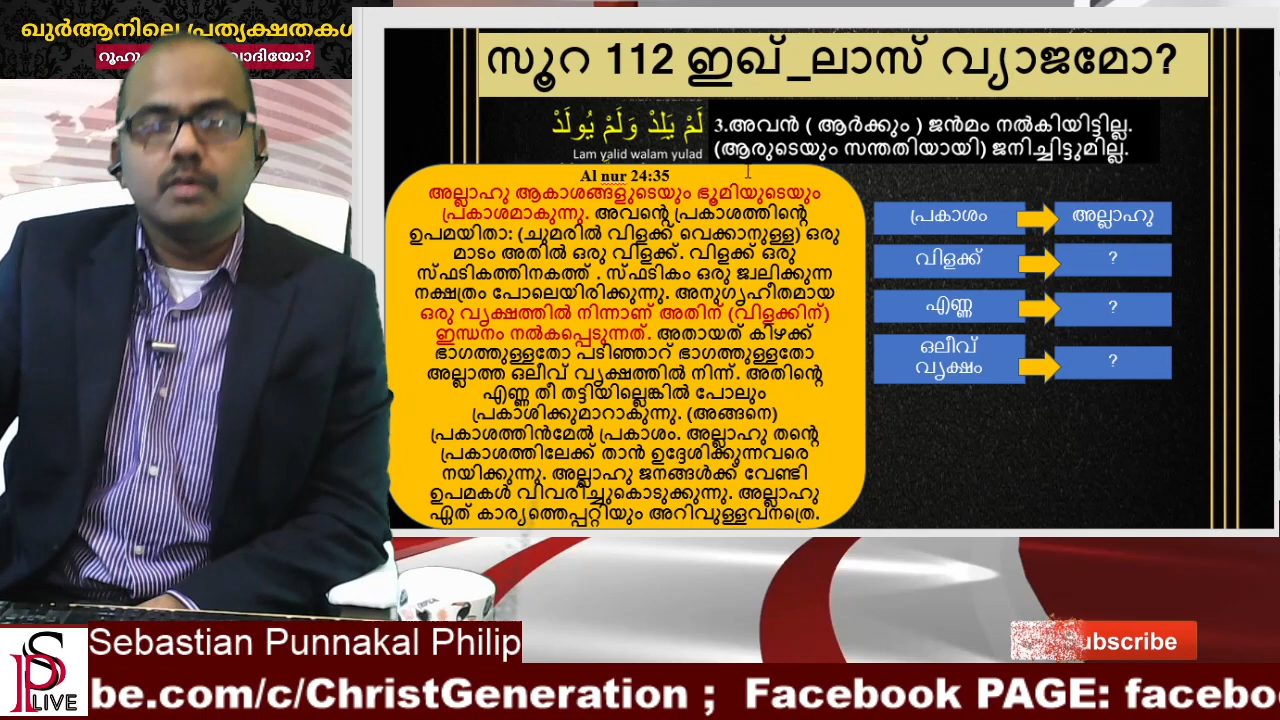 ഖുർആനിലെ പ്രത്യക്ഷതകൾ
സൂറ 112 ഇഖ്_ലാസ് വ്യാജമോ?
لَمْ يَلِدْ وَلَمْ يُولَدْ
Lam yalid walam yulad
3.അവൻ ( ആർക്കും ) ജൻമം നൽകിയിട്ടില്ല.
(ആരുടെയും സന്തതിയായി) ജനിച്ചിട്ടുമില്ല.
Al nur 24:35
അല്ലാഹു ആകാശങ്ങളുടെയും ഭൂമിയുടെയും
പ്രകാശമാകുന്നു. അവന്റെ പ്രകാശത്തിന്റെ
ഉപമയിതാ: (ചുമരിൽ വിളക്ക് വെക്കാനുള്ള) ഒരു
മാടം അതിൽ ഒരു വിളക്ക്. വിളക്ക് ഒരു
സ്ഫടികത്തിനകത്ത് . സ്ഫടികം ഒരു ജ്വലിക്കുന്ന
നക്ഷത്രം പോലെയിരിക്കുന്നു. അനുഗൃഹീതമായ
ഒരു വൃക്ഷത്തിൽ നിന്നാണ് അതിന് (വിളക്കിന്)
ഇന്ധനം നൽകപ്പെടുന്നത്. അതായത് കിഴക്ക്
ഭാഗത്തുള്ളതോ പടിഞ്ഞാറ് ഭാഗത്തുള്ളതോ
അല്ലാത്ത ഒലീവ് വൃക്ഷത്തിൽ നിന്ന്. അതിന്റെ
എണ്ണ തീ തട്ടിയില്ലെങ്കിൽ പോലും
പ്രകാശിക്കുമാറാകുന്നു. (അങ്ങനെ)
പ്രകാശത്തിൻമേൽ പ്രകാശം. അല്ലാഹു തന്റെ
പ്രകാശത്തിലേക്ക് താൻ ഉദ്ദേശിക്കുന്നവരെ
നയിക്കുന്നു. അല്ലാഹു ജനങ്ങൾക്ക് വേണ്ടി
ഉപമകൾ വിവരിച്ചുകൊടുക്കുന്നു. അല്ലാഹു
ഏത് കാര്യത്തെപ്പറ്റിയും അറിവുള്ളവനത്രെ.
പ്രകാശം അല്ലാഹു
വിളക്ക് ?
എണ്ണ ?
ഒലീവ്
വൃക്ഷം ?
Sebastian Punnakal Philip
PS LIVE
ubscribe
be.com/c/ChristGeneration ; Facebook PAGE: facebo